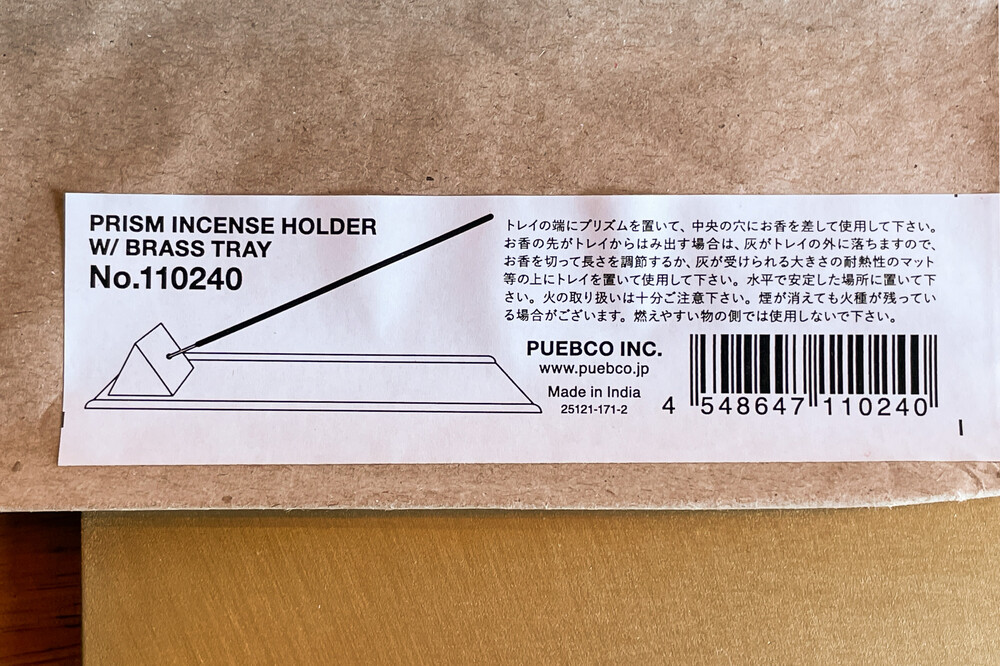 PRISM INCENSE HOLDER
W/ BRASS TRAY
No.110240
トレイの端にプリズムを置いて、中央の穴にお香を差して使用して下さい。
お香の先がトレイからはみ出す場合は、灰がトレイの外に落ちますので、
お香を切って長さを調節するか、灰が受けられる大きさの耐熱性のマット
等の上にトレイを置いて使用して下さい。水平で安定した場所に置いて下
さい。火の取り扱いは十分ご注意下さい。煙が消えても火種が残ってい
る場合がございます。燃えやすい物の側では使用しないで下さい。
PUEBCO INC.
www.puebco.jp
Made in India
25121-171-2
4 548647 110240